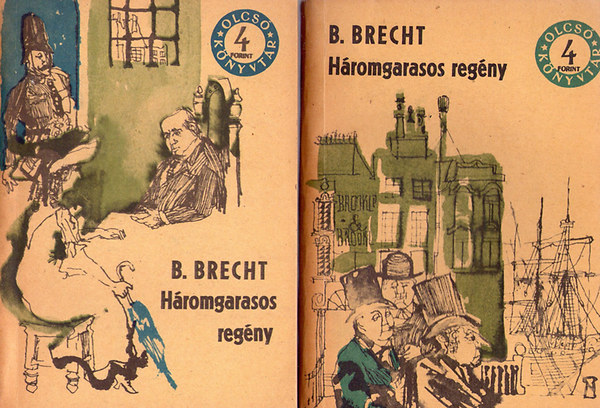 OLCSÓ KÖNYVTÁR
4
FORINT
B. BRECHT
Háromgarasos
regény
B. BRECHT
Háromgarasos regény
OLCSÓ KÖNYVTÁR
4
FORINT